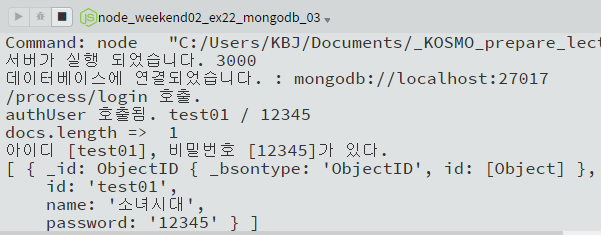 node_weekend02_ex22_mongodb_03
Command: node "C:/Users/KBJ/Documents/_KOSMO_prepare_lect
서버가 실행 되었습니다. 3000
데이터베이스에 연결되었습니다. : mongodb://localhost:27017
/process/login 호출.
authUser 호출됨. test01 / 12345
docs.length => 1
아이디 [test01], 비밀번호 [12345]가 있다.
[ { _id: ObjectID { _bsontype: 'ObjectID', id: [Object] },
id: 'test01',
name: '소녀시대',
password: '12345' } ]